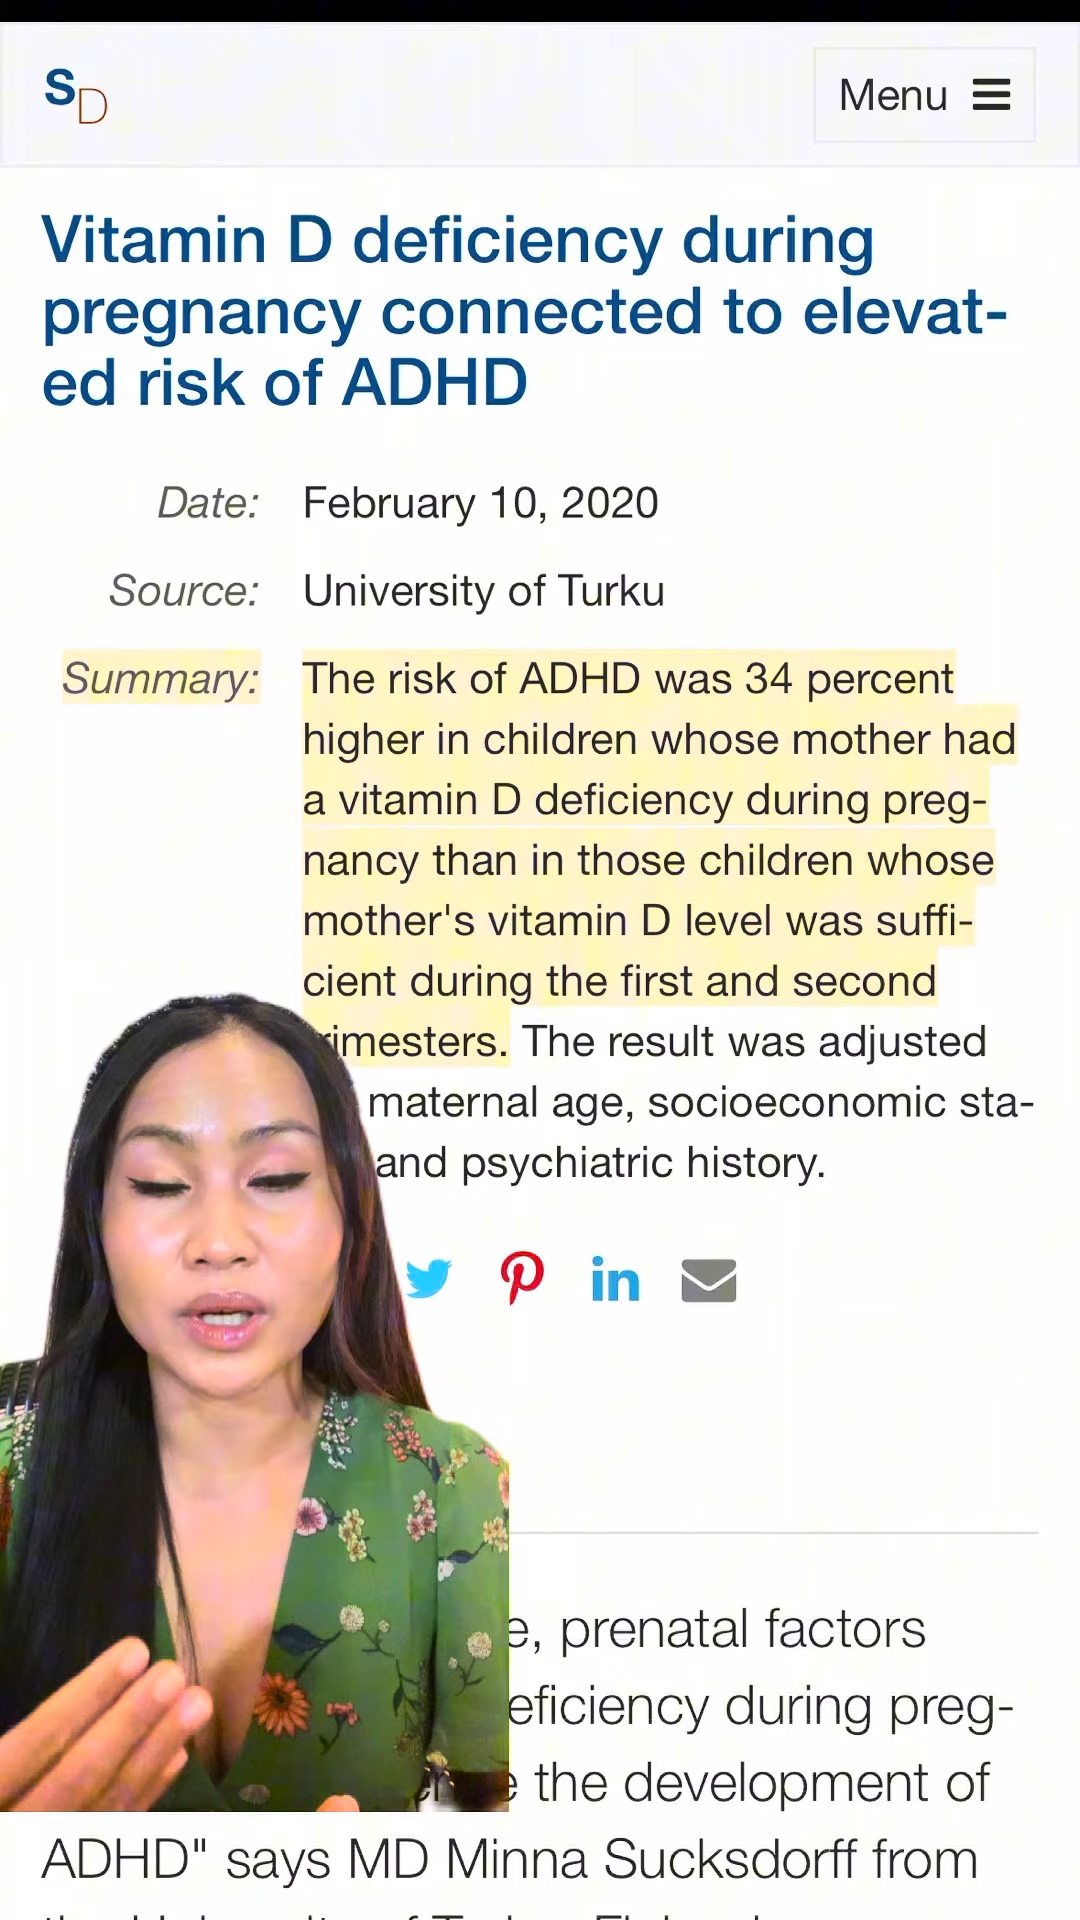 SD
Menu
Vitamin D deficiency during
pregnancy connected to elevat-
ed risk of ADHD
Date: February 10, 2020
Source: University of Turku
Summary: The risk of ADHD was 34 percent
higher in children whose mother had
a vitamin D deficiency during preg-
nancy than in those children whose
mother's vitamin D level was suffi-
cient during the first and second
rimesters. The result was adjusted
maternal age, socioeconomic sta-
and psychiatric history.
in
e, prenatal factors
eficiency during preg-
e the development of
ADHD" says MD Minna Sucksdorff from